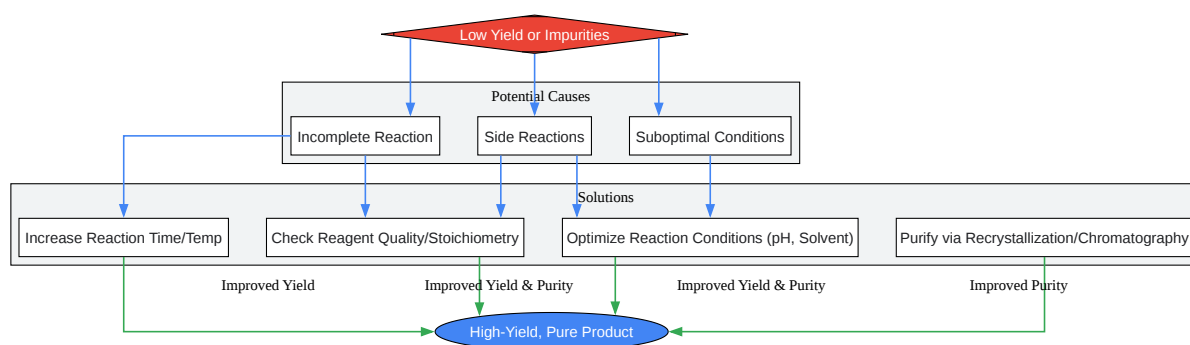 Low Yield or Impurities
Potential Causes
Incomplete Reaction
Side Reactions
Suboptimal Conditions
Solutions
Increase Reaction Time/Temp
Check Reagent Quality/Stoichiometry
Optimize Reaction Conditions (pH, Solvent)
Purify via Recrystallization/Chromatography
Improved Yield
Improved Yield & Purity
Improved Yield & Purity
Improved Purity
High-Yield, Pure Product